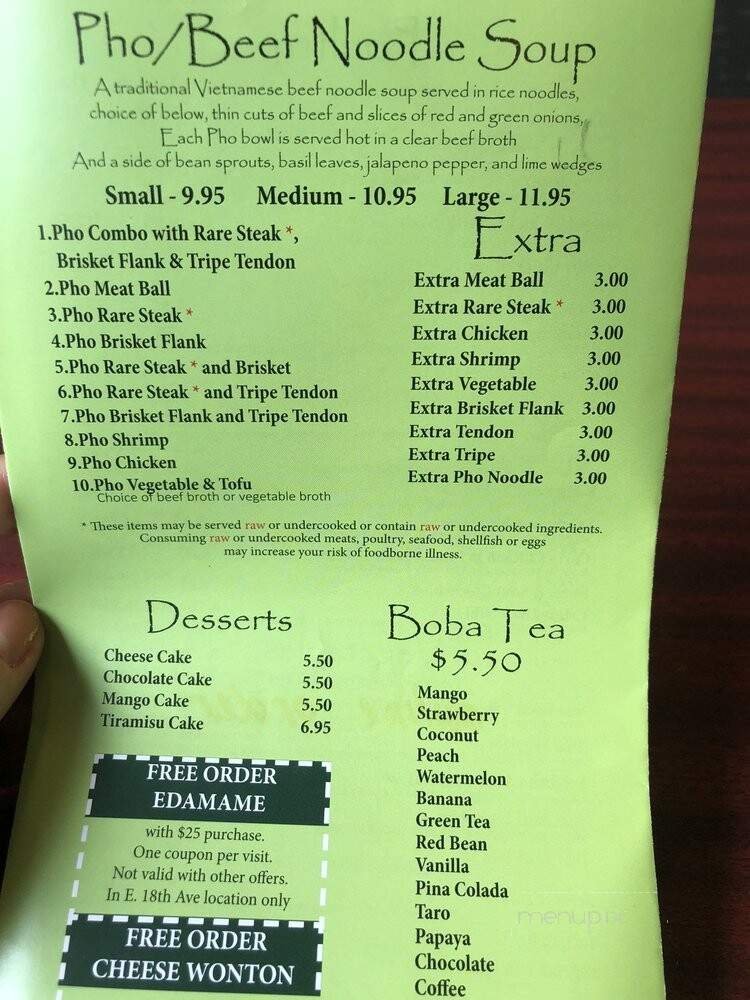 Pho/Beef Noodle Soup
A traditional Vietnamese beef noodle soup served in rice noodles,
choice of below, thin cuts of beef and slices of red and green onions,
Each Pho bowl is served hot in a clear beef broth
And a side of bean sprouts, basil leaves, jalapeno pepper, and lime wedges
Small - 9.95 Medium - 10.95 Large - 11.95
1.Pho Combo with Rare Steak *,
Brisket Flank & Tripe Tendon
2.Pho Meat Ball
3.Pho Rare Steak *
4.Pho Brisket Flank
5.Pho Rare Steak * and Brisket
6.Pho Rare Steak * and Tripe Tendon
7.Pho Brisket Flank and Tripe Tendon
8.Pho Shrimp
9.Pho Chicken
10.Pho Vegetable & Tofu
Choice of beef broth or vegetable broth
Extra
Extra Meat Ball 3.00
Extra Rare Steak * 3.00
Extra Chicken 3.00
Extra Shrimp 3.00
Extra Vegetable 3.00
Extra Brisket Flank 3.00
Extra Tendon 3.00
Extra Tripe 3.00
Extra Pho Noodle 3.00
* These items may be served raw or undercooked or contain raw or undercooked ingredients.
Consuming raw or undercooked meats, poultry, seafood, shellfish or eggs
may increase your risk of foodborne illness.
Desserts
Cheese Cake 5.50
Chocolate Cake 5.50
Mango Cake 5.50
Tiramisu Cake 6.95
FREE ORDER
EDAMAME
with $25 purchase.
One coupon per visit.
Not valid with other offers.
In E. 18th Ave location only
FREE ORDER
CHEESE WONTON
Boba Tea
$5.50
Mango
Strawberry
Coconut
Peach
Watermelon
Banana
Green Tea
Red Bean
Vanilla
Pina Colada
Taro
Papaya
Chocolate
Coffee